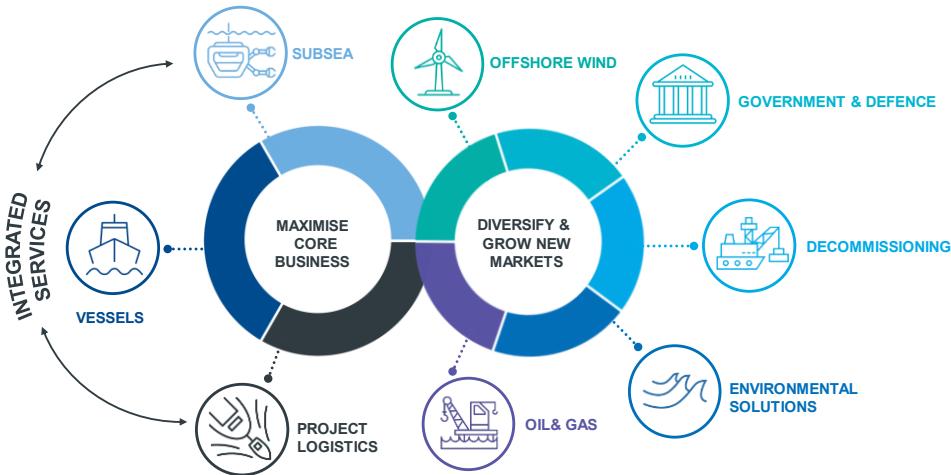 SUBSEA
OFFSHORE WIND
GOVERNMENT & DEFENCE
INTEGRATED
SERVICES
MAXIMISE
CORE
BUSINESS
DIVERSIFY &
GROW NEW
MARKETS
DECOMMISSIONING
VESSELS
PROJECT
LOGISTICS
OIL& GAS
ENVIRONMENTAL
SOLUTIONS